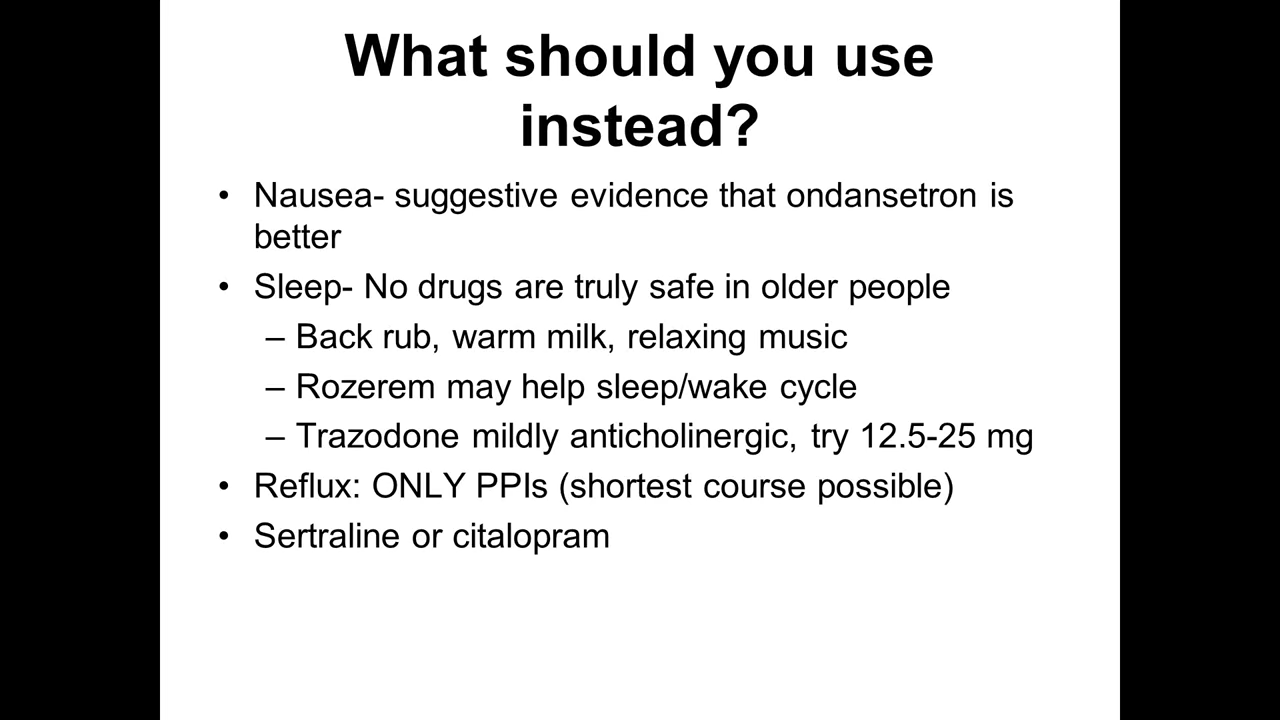 What should you use
instead?
• Nausea- suggestive evidence that ondansetron is
better
• Sleep- No drugs are truly safe in older people
– Back rub, warm milk, relaxing music
– Rozerem may help sleep/wake cycle
– Trazodone mildly anticholinergic, try 12.5-25 mg
• Reflux: ONLY PPIs (shortest course possible)
• Sertraline or citalopram